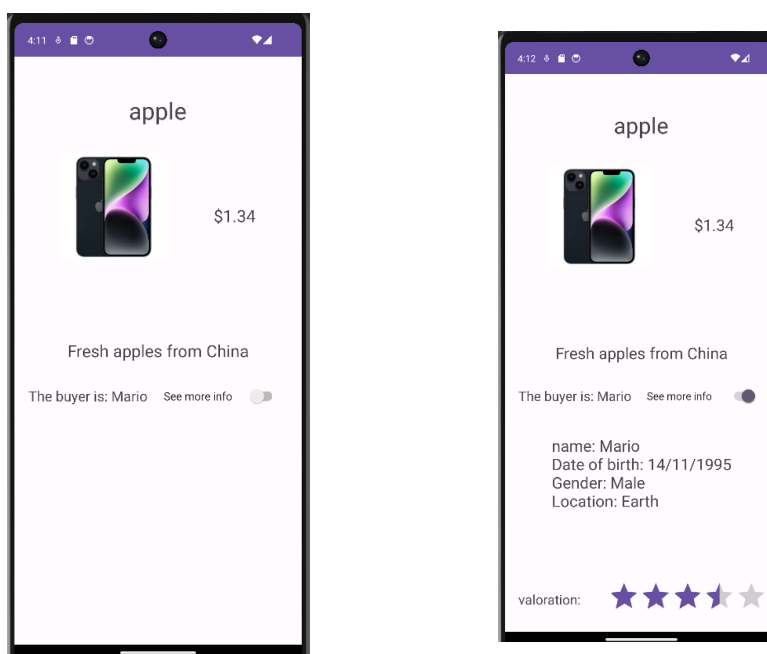 4:11
apple
$1.34
Fresh apples from China
The buyer is: Mario See more info
4:12
apple
$1.34
Fresh apples from China
The buyer is: Mario See more info
name: Mario
Date of birth: 14/11/1995
Gender: Male
Location: Earth
valoration: